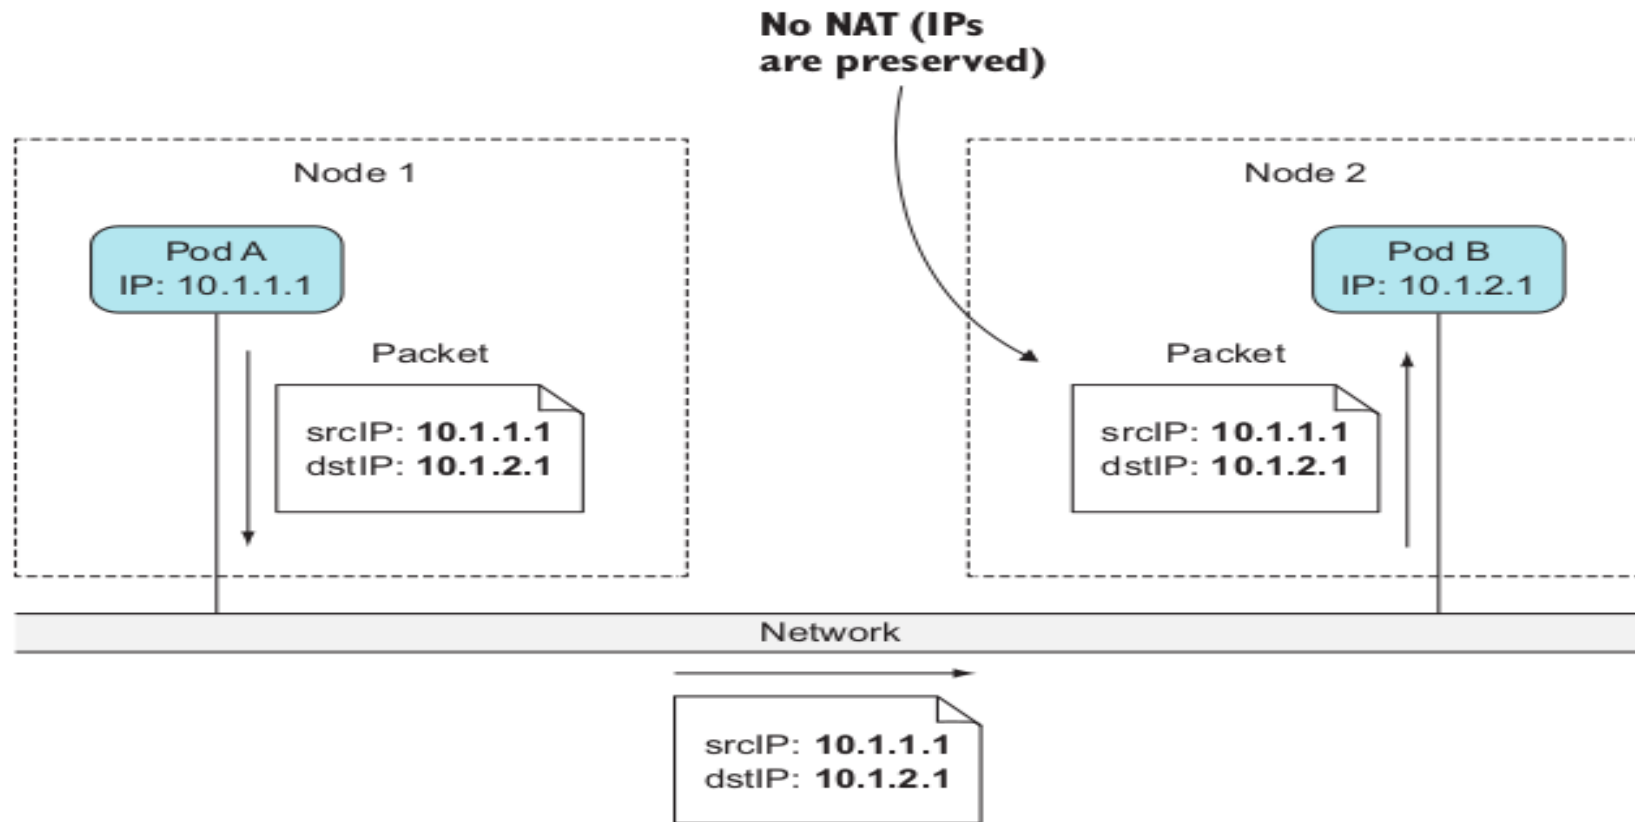 No NAT (IPs
are preserved)
Node 1
Node 2
Pod A
IP: 10.1.1.1
Pod B
IP: 10.1.2.1
Packet
srcIP: 10.1.1.1
dstIP: 10.1.2.1
Packet
srcIP: 10.1.1.1
dstIP: 10.1.2.1
Network
srcIP: 10.1.1.1
dstIP: 10.1.2.1